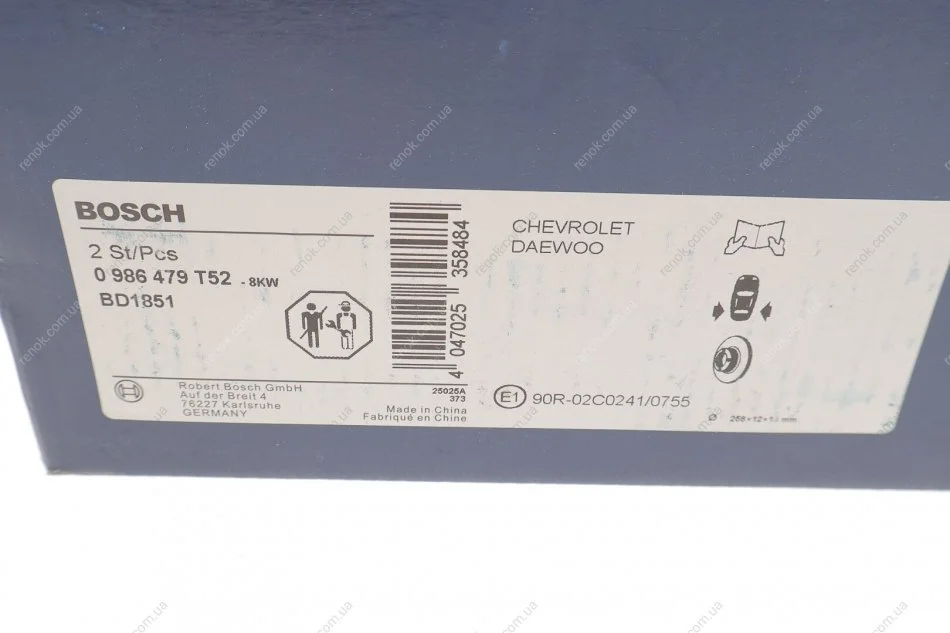 BOSCH
2 St/Pcs
0 986 479 T52 - 8KW
BD1851
Robert Bosch GmbH
Auf der Breit 4
76227 Karlsruhe
GERMANY
25025A
373
Made in China
Fabriqué en Chine
4 047025 358484
CHEVROLET
DAEWOO
E1 90R-02C0241/0755
renok.com.ua